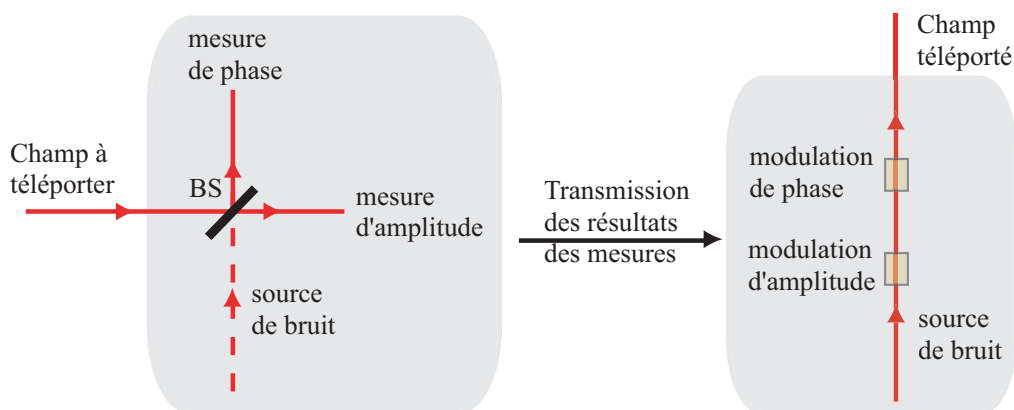 mesure
de phase
Champ à
téléporter
BS
mesure
d'amplitude
source
de bruit
Transmission
des résultats
des mesures
Champ
téléporté
modulation
de phase
modulation
d'amplitude
source
de bruit